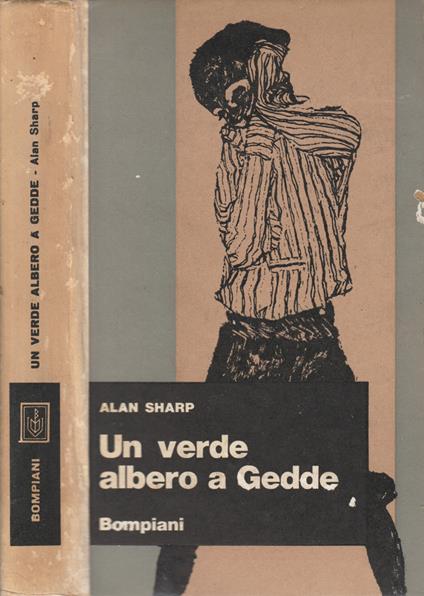 UN VERDE ALBERO A GEDDE - Alan Sharp
BOMPIANI
ALAN SHARP
Un verde
albero a Gedde
Bompiani